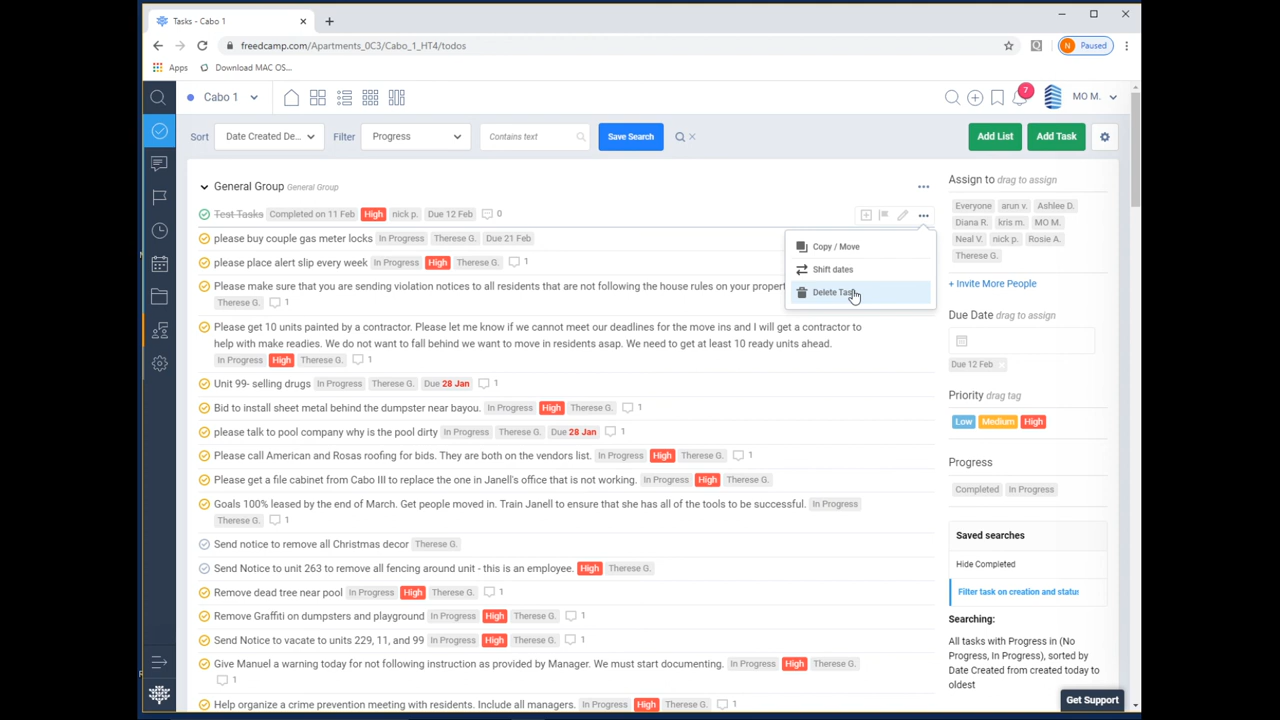 Tasks - Cabo 1
freedcamp.com/Apartments_0C3/Cabo_1_HT4/todos
N Paused
Apps Download MAC OS...
Cabo 1
7
MO M.
Sort Date Created De... Filter Progress Contains text Save Search Add List Add Task
General Group General Group
Test Tasks Completed on 11 Feb High nick p. Due 12 Feb 0
please buy couple gas meter locks In Progress Therese G. Due 21 Feb
please place alert slip every week In Progress High Therese G. 1
Please make sure that you are sending violation notices to all residents that are not following the house rules on your propert
Therese G. 1
Please get 10 units painted by a contractor. Please let me know if we cannot meet our deadlines for the move ins and I will get a contractor to
help with make readies. We do not want to fall behind we want to move in residents asap. We need to get at least 10 ready units ahead.
In Progress High Therese G. 1
Unit 99- selling drugs In Progress Therese G. Due 28 Jan 1
Bid to install sheet metal behind the dumpster near bayou. In Progress High Therese G. 1
please talk to pool company why is the pool dirty In Progress Therese G. Due 28 Jan 1
Please call American and Rosas roofing for bids. They are both on the vendors list. In Progress High Therese G. 1
Please get a file cabinet from Cabo III to replace the one in Janell's office that is not working. In Progress High Therese G.
Goals 100% leased by the end of March. Get people moved in. Train Janell to ensure that she has all of the tools to be successful. In Progress
Therese G. 1
Send notice to remove all Christmas decor Therese G.
Send Notice to unit 263 to remove all fencing around unit - this is an employee. High Therese G.
Remove dead tree near pool In Progress High Therese G. 1
Remove Graffiti on dumpsters and playground In Progress High Therese G. 1
Send Notice to vacate to units 229, 11, and 99 In Progress High Therese G. 1
Give Manuel a warning today for not following instruction as provided by Manager. We must start documenting. In Progress High Therese G.
1
Help organize a crime prevention meeting with residents. Include all managers. In Progress High Therese G. 1
Copy / Move
Shift dates
Delete Task
Assign to drag to assign
Everyone arun v. Ashlee D.
Diana R. kris m. MO M.
Neal V. nick p. Rosie A.
Therese G.
+ Invite More People
Due Date drag to assign
Due 12 Feb
Priority drag tag
Low Medium High
Progress
Completed In Progress
Saved searches
Hide Completed
Filter task on creation and status
Searching:
All tasks with Progress in (No
Progress, In Progress), sorted by
Date Created from created today to
oldest
Get Support